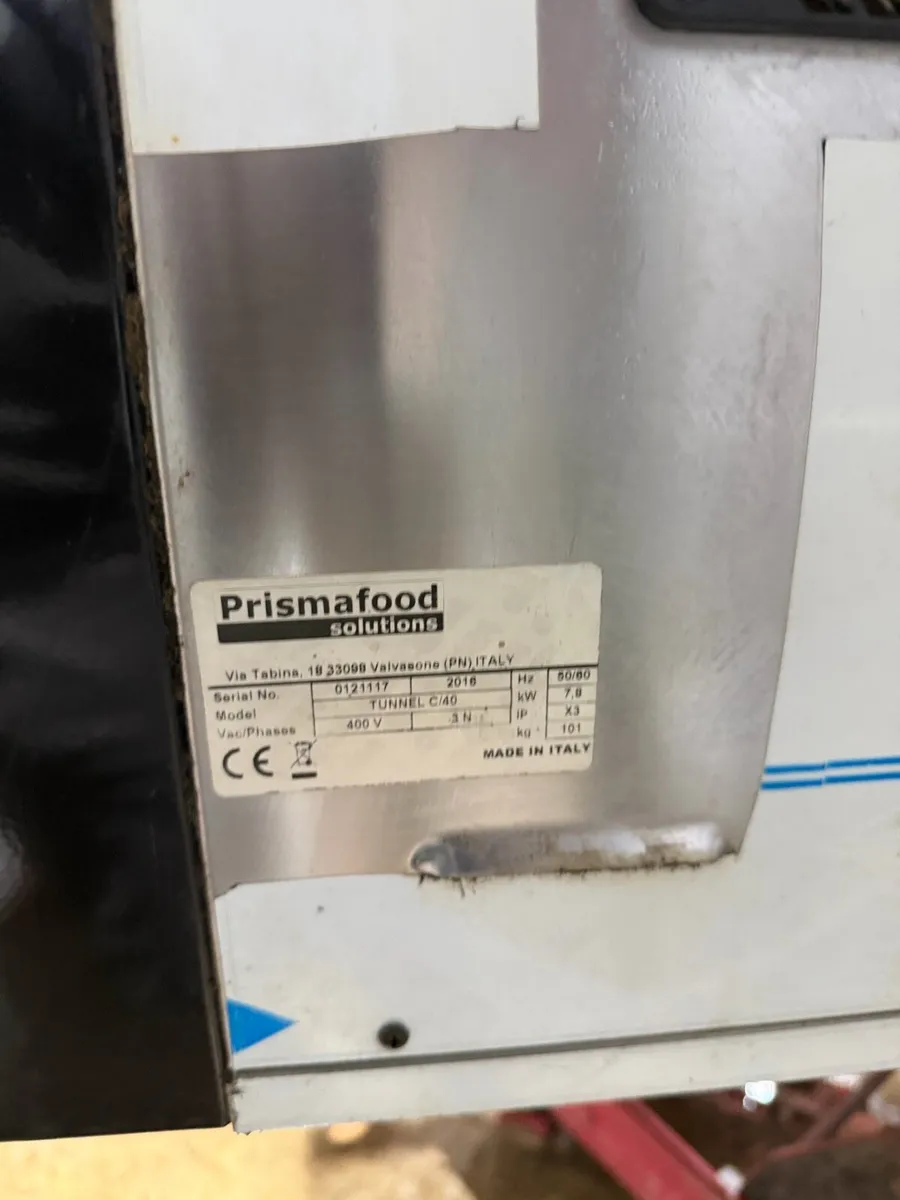 Prismafood
solutions
Via Tabina, 18 33098 Valvasone (PN) ITALY
Serial No. 0121117 2016 Hz 50/60
Model TUNNEL C/40 kW 7,8
Vac/Phases 400 V 3 N IP X3
kg 101
CE MADE IN ITALY